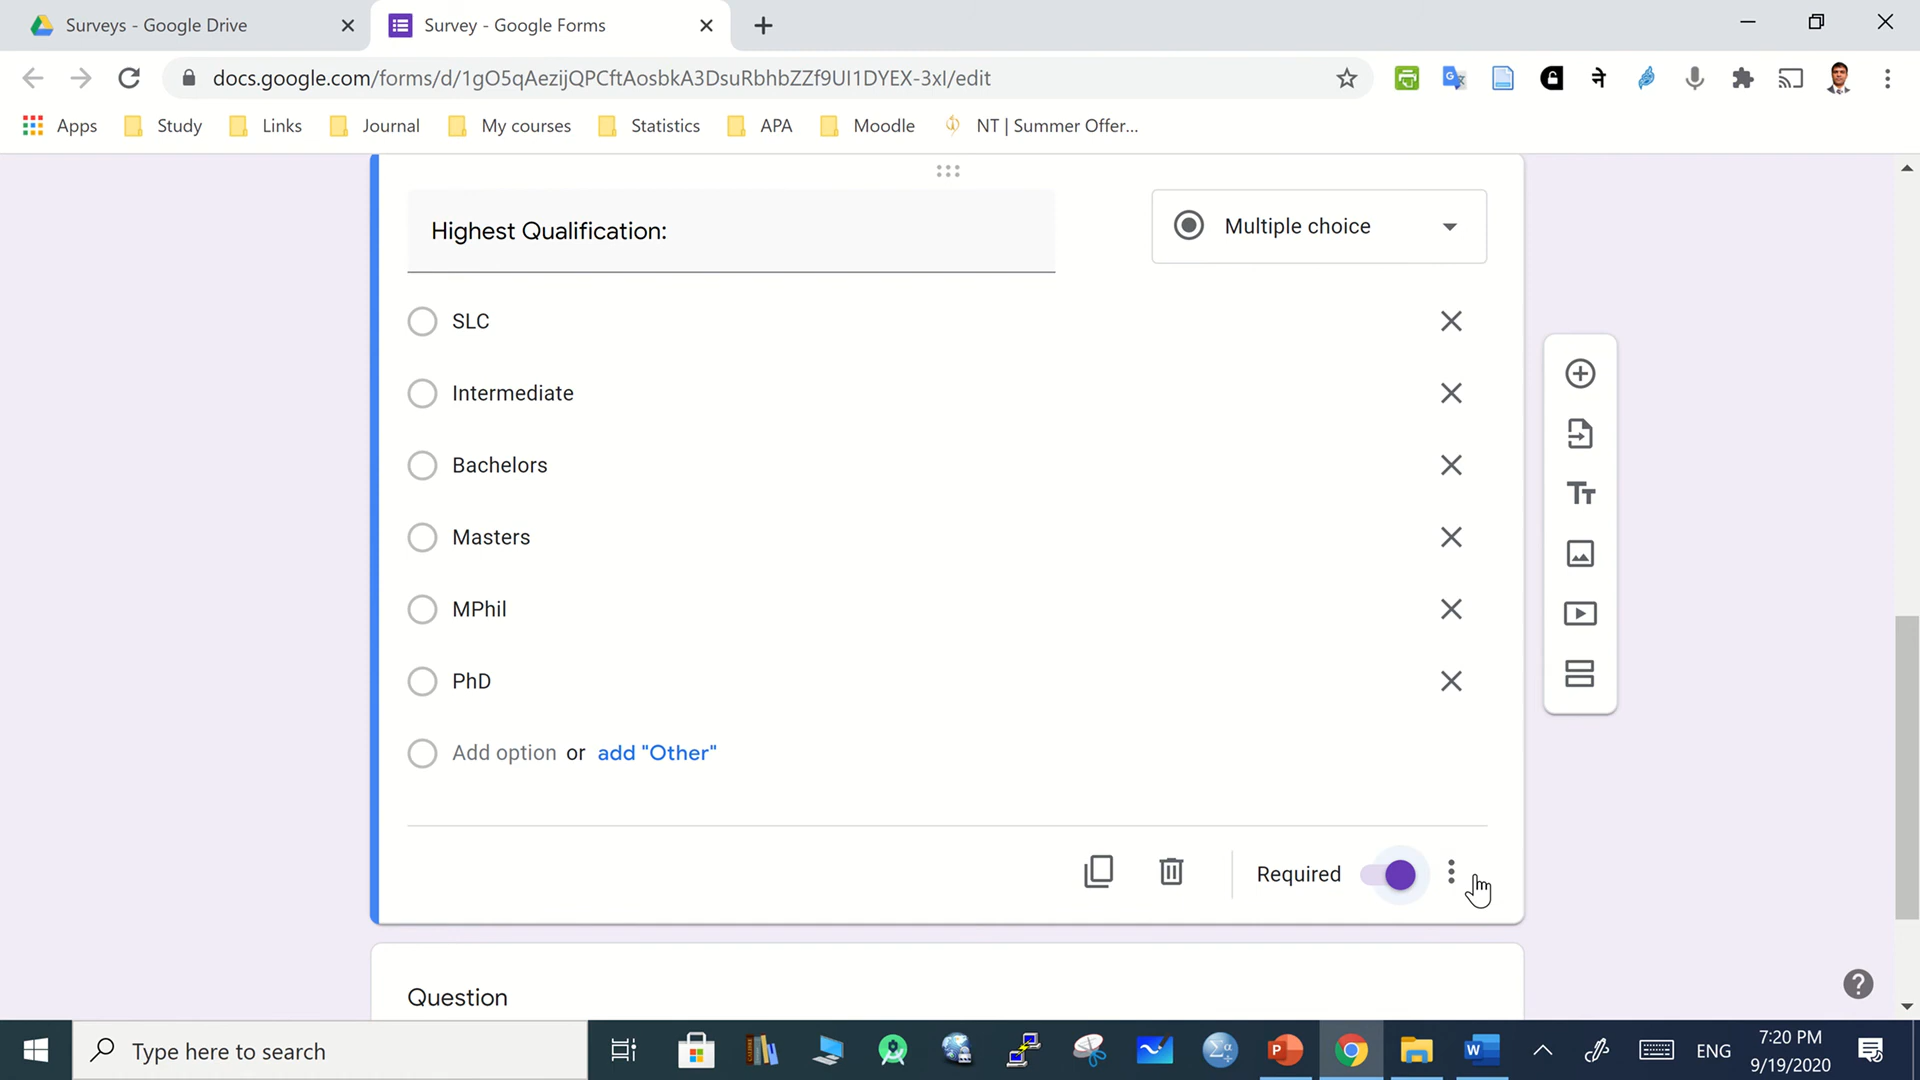 Surveys - Google Drive
Survey - Google Forms
docs.google.com/forms/d/1gO5qAezijQPCftAosbkA3DsuRbhbZZf9UI1DYEX-3xI/edit
Apps
Study
Links
Journal
My courses
Statistics
APA
Moodle
NT | Summer Offer...
Highest Qualification:
Multiple choice
SLC
Intermediate
Bachelors
Masters
MPhil
PhD
Add option or add "Other"
Required
Question
Type here to search
ENG
7:20 PM
9/19/2020